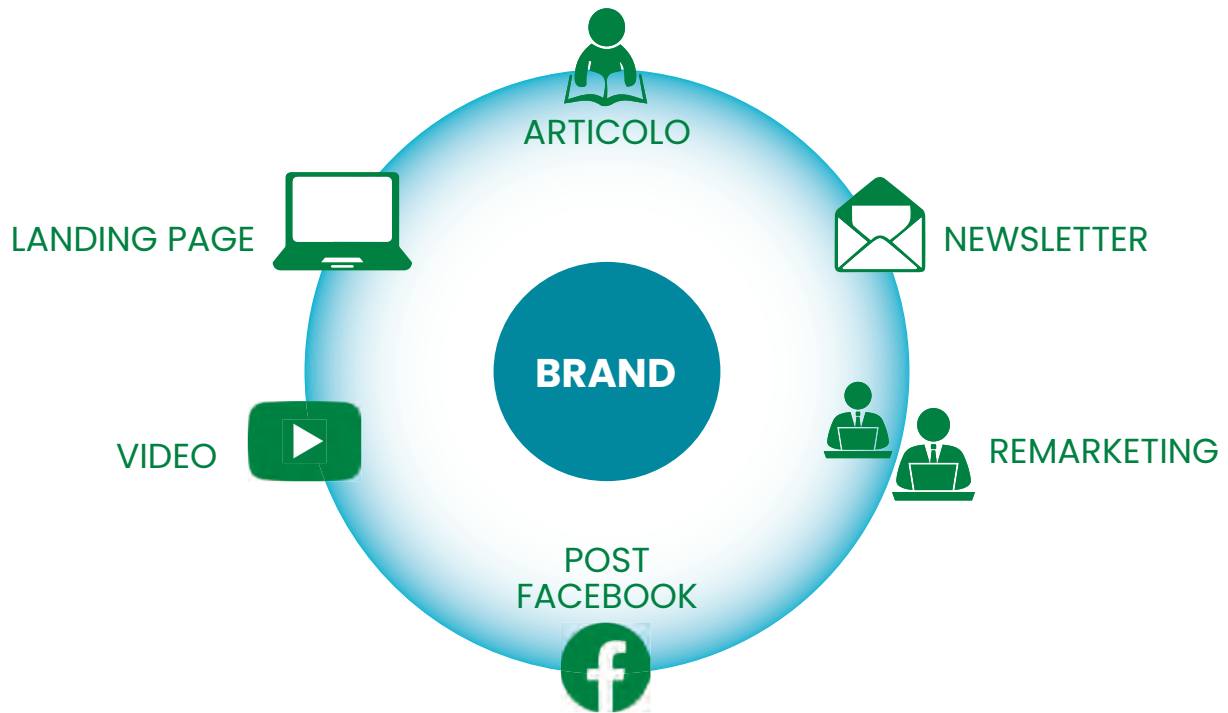 ARTICOLO
LANDING PAGE
NEWSLETTER
BRAND
VIDEO
REMARKETING
POST
FACEBOOK